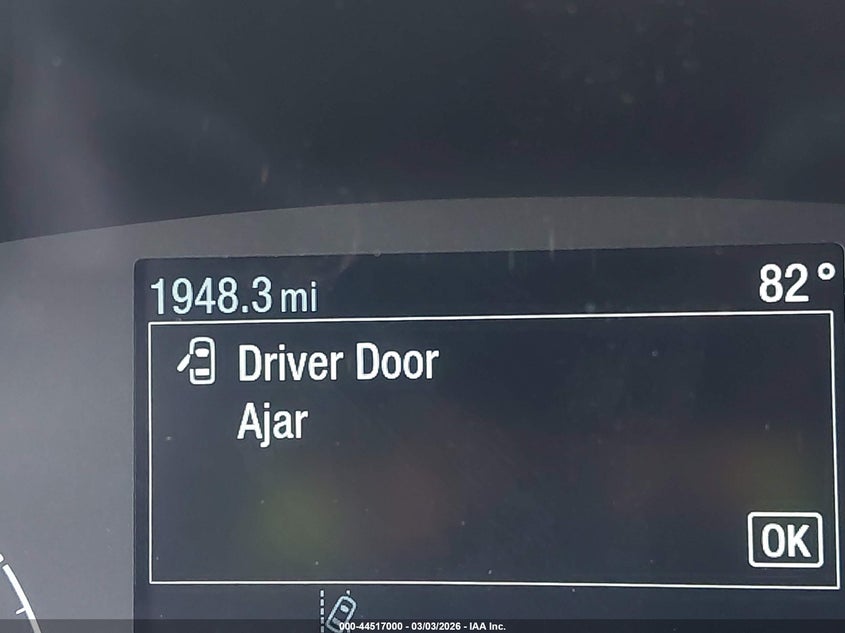 1948.3 mi 82°
Driver Door
Ajar
OK
000-44517000 - 03/03/2026 - IAA Inc.